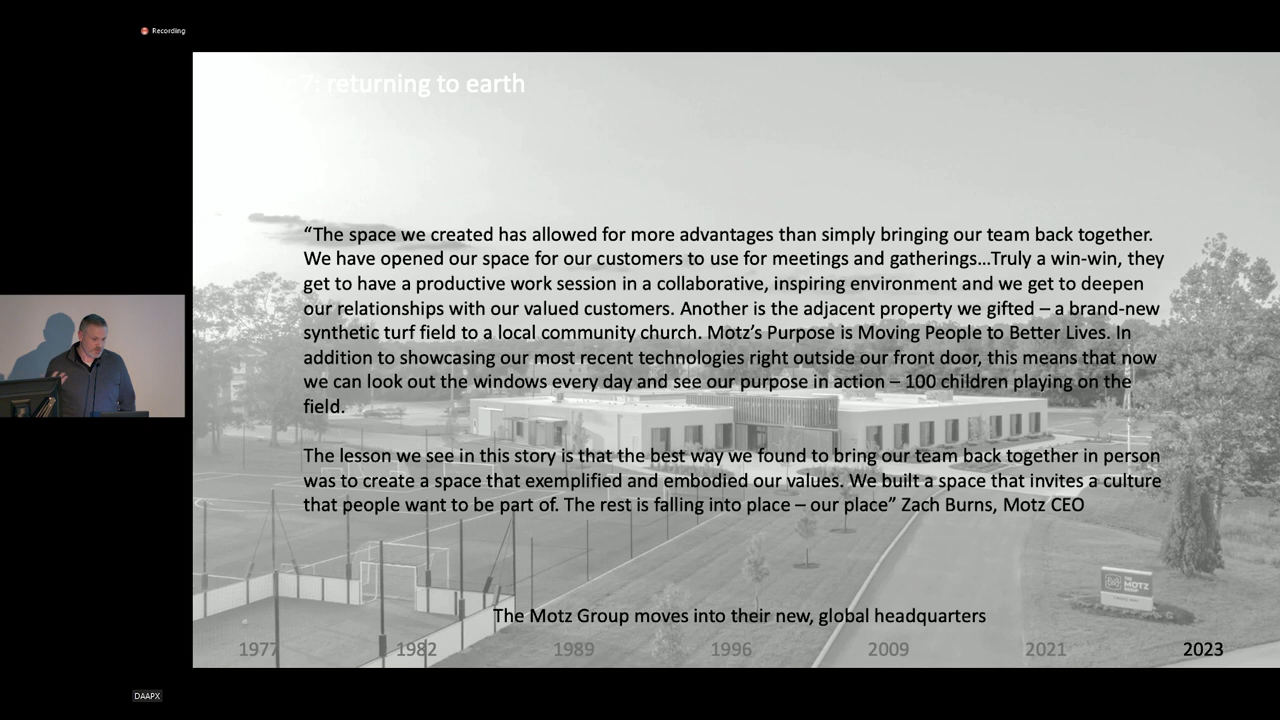 Recording
7: returning to earth
“The space we created has allowed for more advantages than simply bringing our team back together.
We have opened our space for our customers to use for meetings and gatherings…Truly a win-win, they
get to have a productive work session in a collaborative, inspiring environment and we get to deepen
our relationships with our valued customers. Another is the adjacent property we gifted – a brand-new
synthetic turf field to a local community church. Motz’s Purpose is Moving People to Better Lives. In
addition to showcasing our most recent technologies right outside our front door, this means that now
we can look out the windows every day and see our purpose in action – 100 children playing on the
field.
The lesson we see in this story is that the best way we found to bring our team back together in person
was to create a space that exemplified and embodied our values. We built a space that invites a culture
that people want to be part of. The rest is falling into place – our place” Zach Burns, Motz CEO
THE
MOTZ
The Motz Group moves into their new, global headquarters
1977 1982 1989 1996 2009 2021 2023
DAAPX